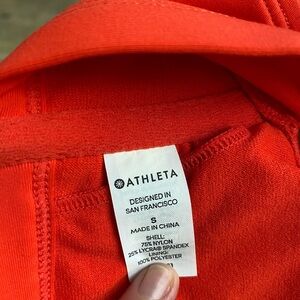 ATHLETA
DESIGNED IN
SAN FRANCISCO
S
MADE IN CHINA
SHELL:
75% NYLON
25% LYCRA® SPANDEX
LINING:
100% POLYESTER